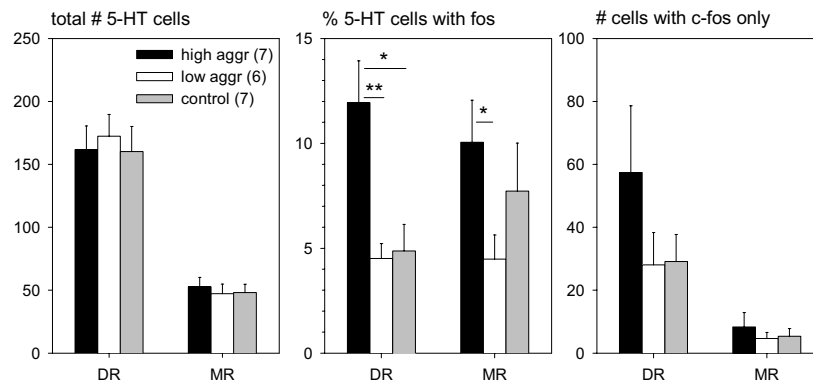 total # 5-HT cells
250
200
150
100
50
0
high aggr (7)
low aggr (6)
control (7)
DR MR
% 5-HT cells with fos
15
10
5
0
*
**
*
DR MR
# cells with c-fos only
100
80
60
40
20
0
DR MR